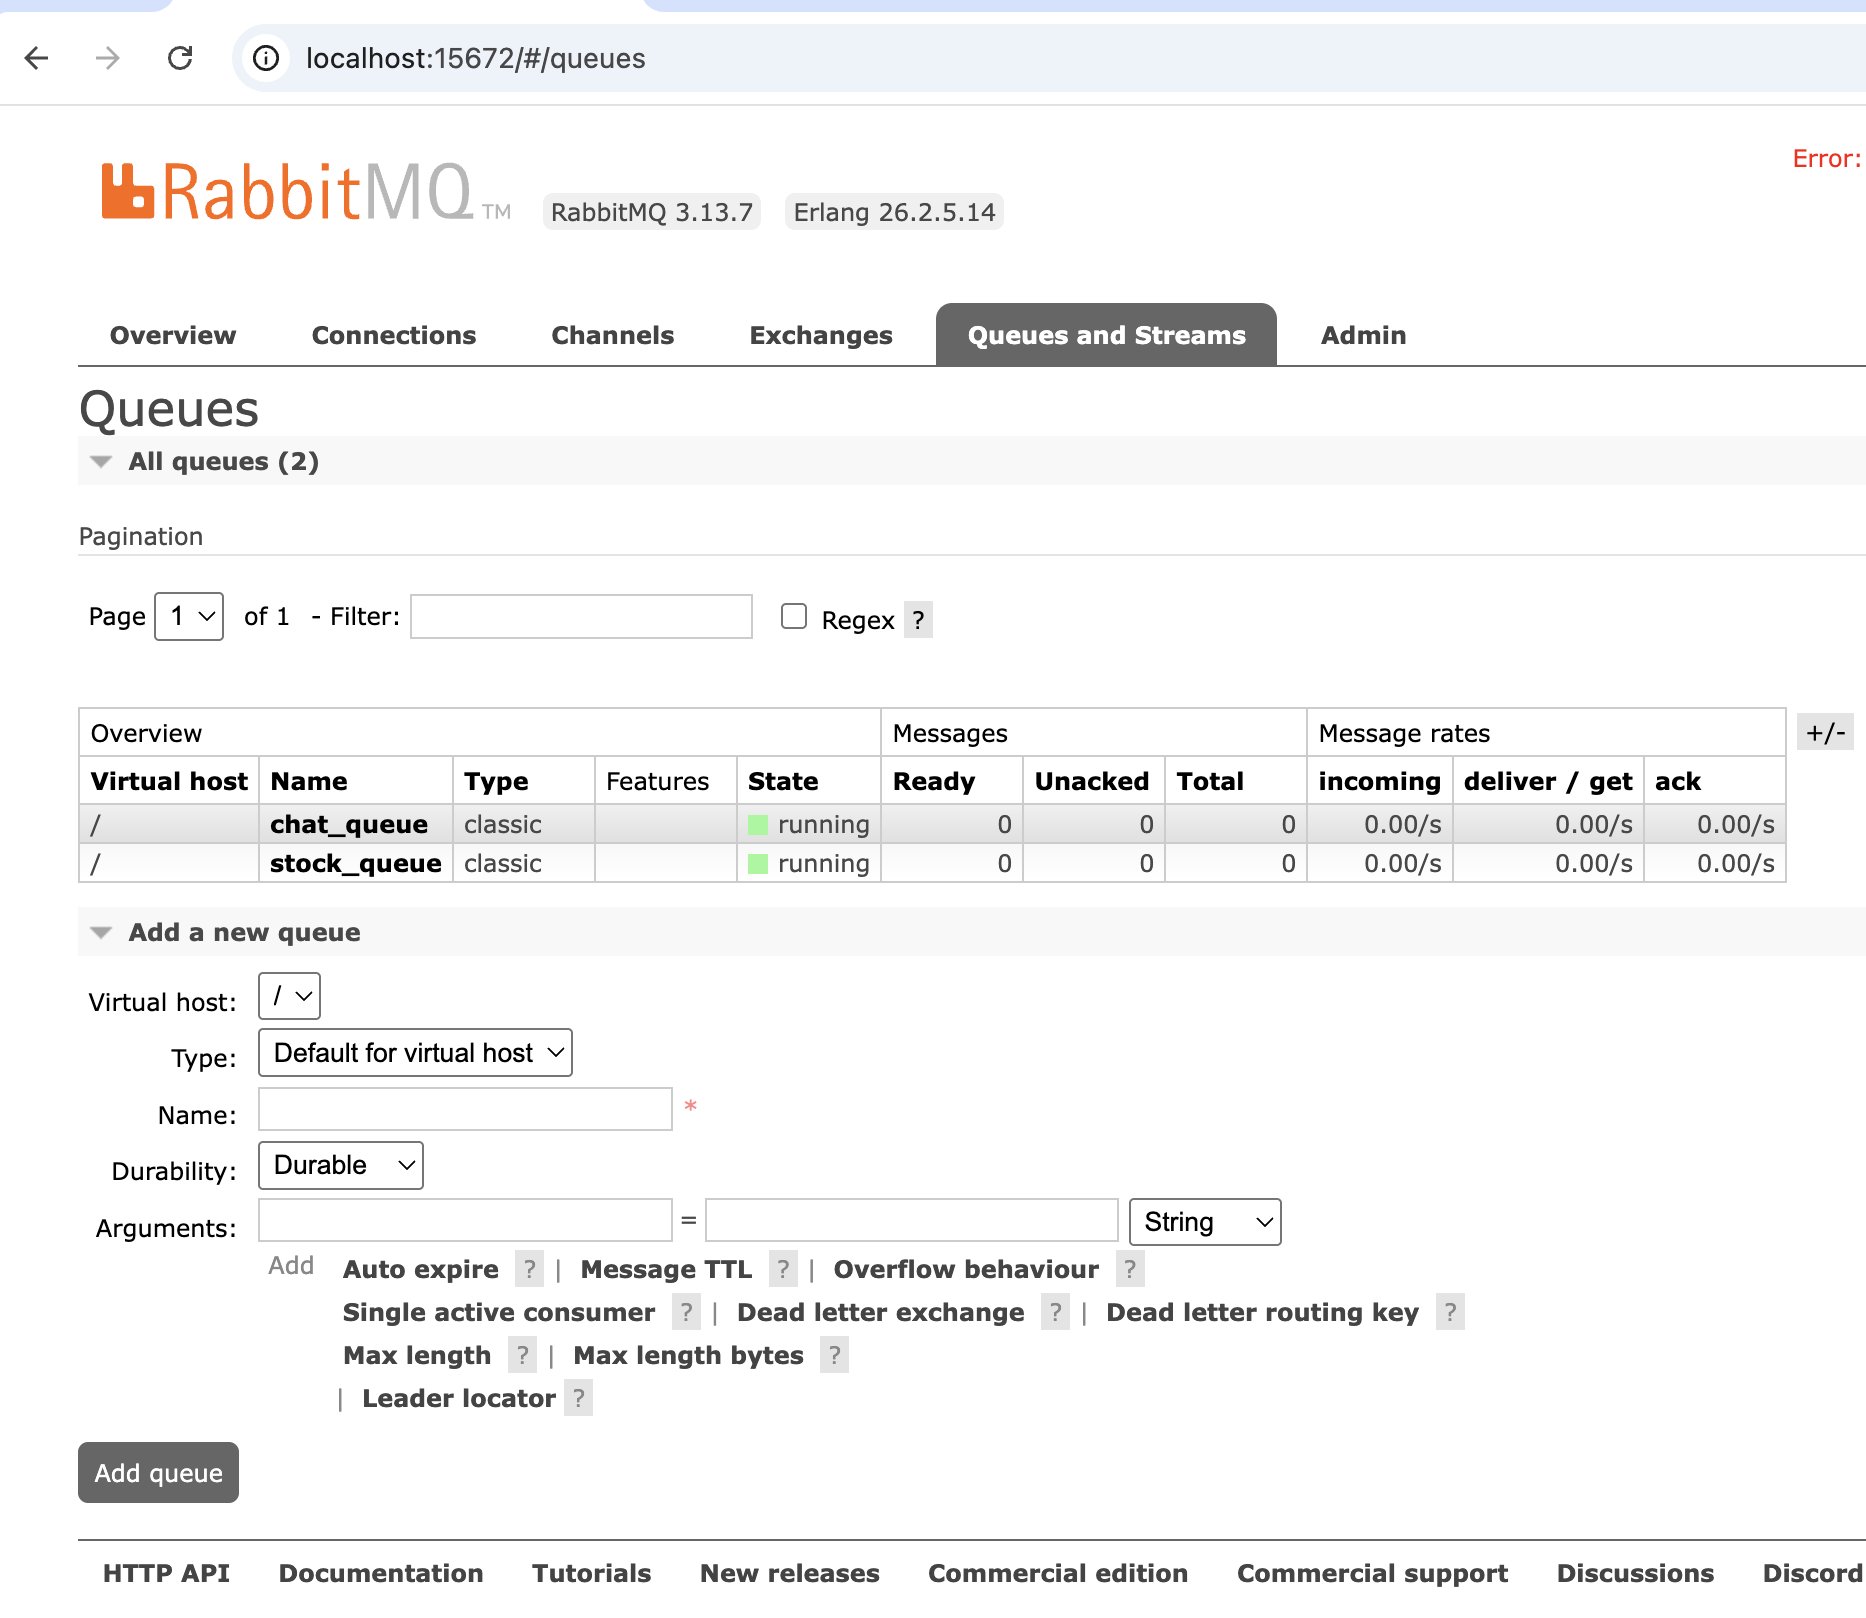 localhost:15672/#/queues
Error:
RabbitMQ TM RabbitMQ 3.13.7 Erlang 26.2.5.14
Overview Connections Channels Exchanges Queues and Streams Admin
Queues
All queues (2)
Pagination
Page 1 of 1 - Filter: Regex ?
Overview Messages Message rates +/-
Virtual host Name Type Features State Ready Unacked Total incoming deliver / get ack
/ chat_queue classic running 0 0 0 0.00/s 0.00/s 0.00/s
/ stock_queue classic running 0 0 0 0.00/s 0.00/s 0.00/s
Add a new queue
Virtual host: /
Type: Default for virtual host
Name: *
Durability: Durable
Arguments: = String
Add Auto expire ? | Message TTL ? | Overflow behaviour ?
Single active consumer ? | Dead letter exchange ? | Dead letter routing key ?
Max length ? | Max length bytes ?
| Leader locator ?
Add queue
HTTP API Documentation Tutorials New releases Commercial edition Commercial support Discussions Discord